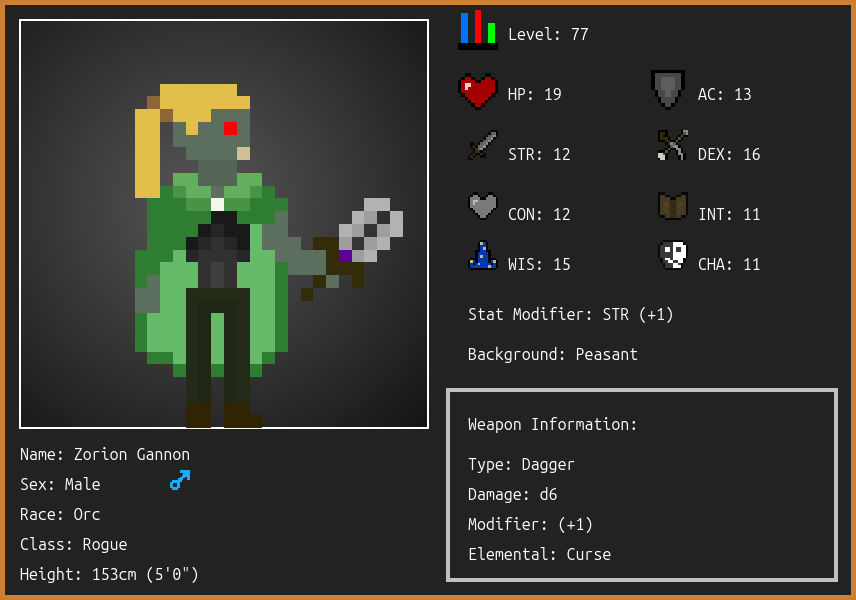 Level: 77
HP: 19
AC: 13
STR: 12
DEX: 16
CON: 12
INT: 11
WIS: 15
CHA: 11
Stat Modifier: STR (+1)
Background: Peasant
Weapon Information:
Type: Dagger
Damage: d6
Modifier: (+1)
Elemental: Curse
Name: Zorion Gannon
Sex: Male
Race: Orc
Class: Rogue
Height: 153cm (5'0")